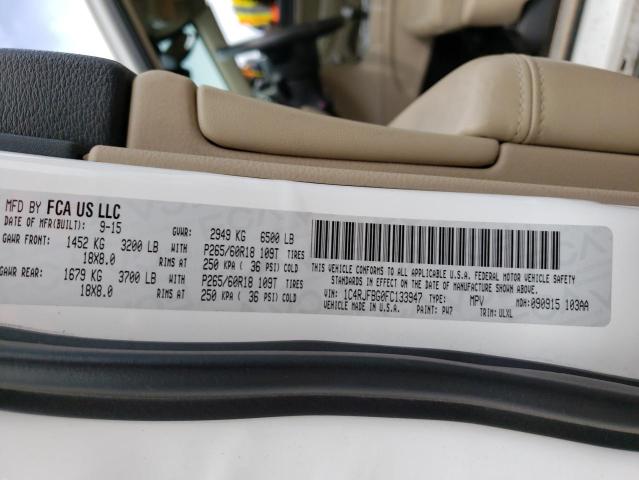 MFD BY FCA US LLC
DATE OF MFR(BUILT): 9-15 GVWR: 2949 KG 6500 LB
GAWR FRONT: 1452 KG 3200 LB WITH P265/60R18 109T TIRES
18X8.0 RIMS AT 250 KPA ( 36 PSI) COLD
GAWR REAR: 1679 KG 3700 LB WITH P265/60R18 109T TIRES
18X8.0 RIMS AT 250 KPA ( 36 PSI) COLD
THIS VEHICLE CONFORMS TO ALL APPLICABLE U.S.A. FEDERAL MOTOR VEHICLE SAFETY
STANDARDS IN EFFECT ON THE DATE OF MANUFACTURE SHOWN ABOVE.
VIN: 1C4RJFBG0FC133947 TYPE: MPV MDH: 090915 103AA
VEHICLE MADE IN U.S.A. PAINT: PW7 TRIM: ULXL